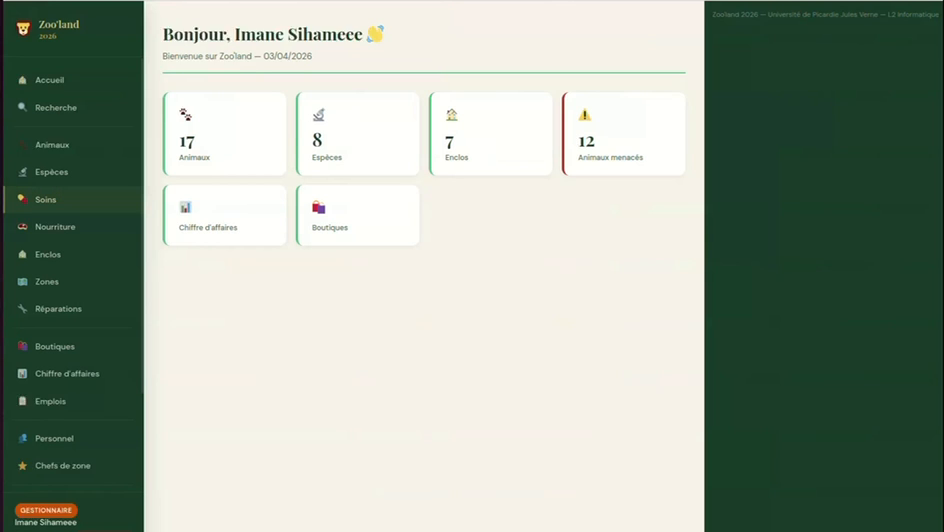 Zoo'land
2026
Accueil
Recherche
Animaux
Espèces
Soins
Nourriture
Enclos
Zones
Réparations
Boutiques
Chiffre d'affaires
Emplois
Personnel
Chefs de zone
GESTIONNAIRE
Imane Sihameee
Bonjour, Imane Sihameee
Bienvenue sur Zoo'land — 03/04/2026
17
Animaux
8
Espèces
7
Enclos
12
Animaux menacés
Chiffre d'affaires
Boutiques
Zooland 2026 — Université de Picardie Jules Verne — L2 Informatique